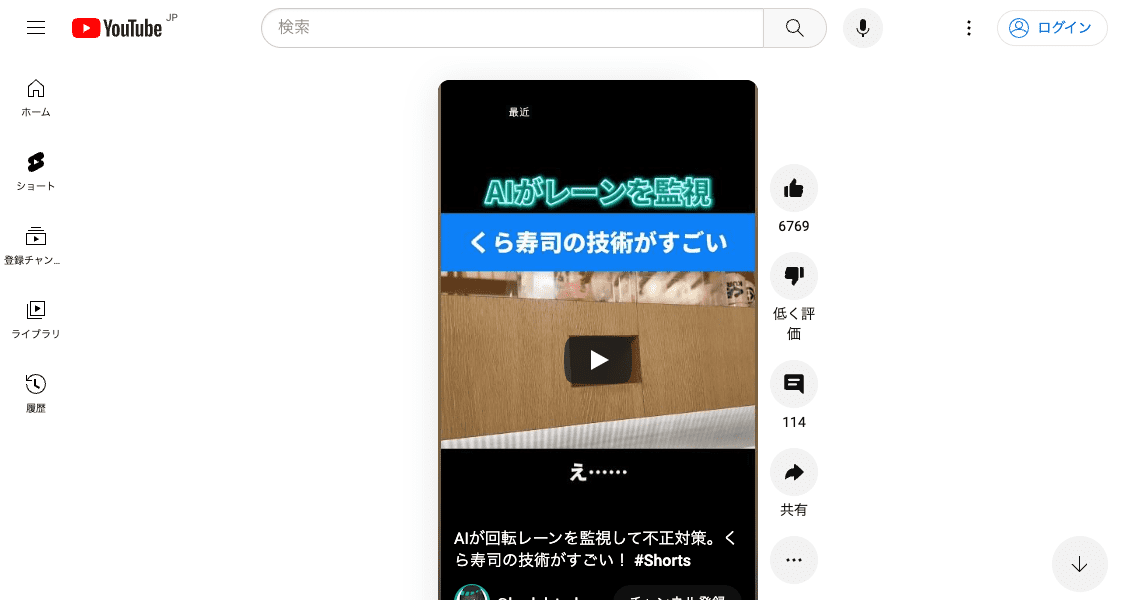 YouTube JP
検索
ログイン
ホーム
ショート
登録チャン...
ライブラリ
履歴
最近
AIがレーンを監視
くら寿司の技術がすごい
え……
AIが回転レーンを監視して不正対策。く
ら寿司の技術がすごい！ #Shorts
6769
低く評
価
114
共有